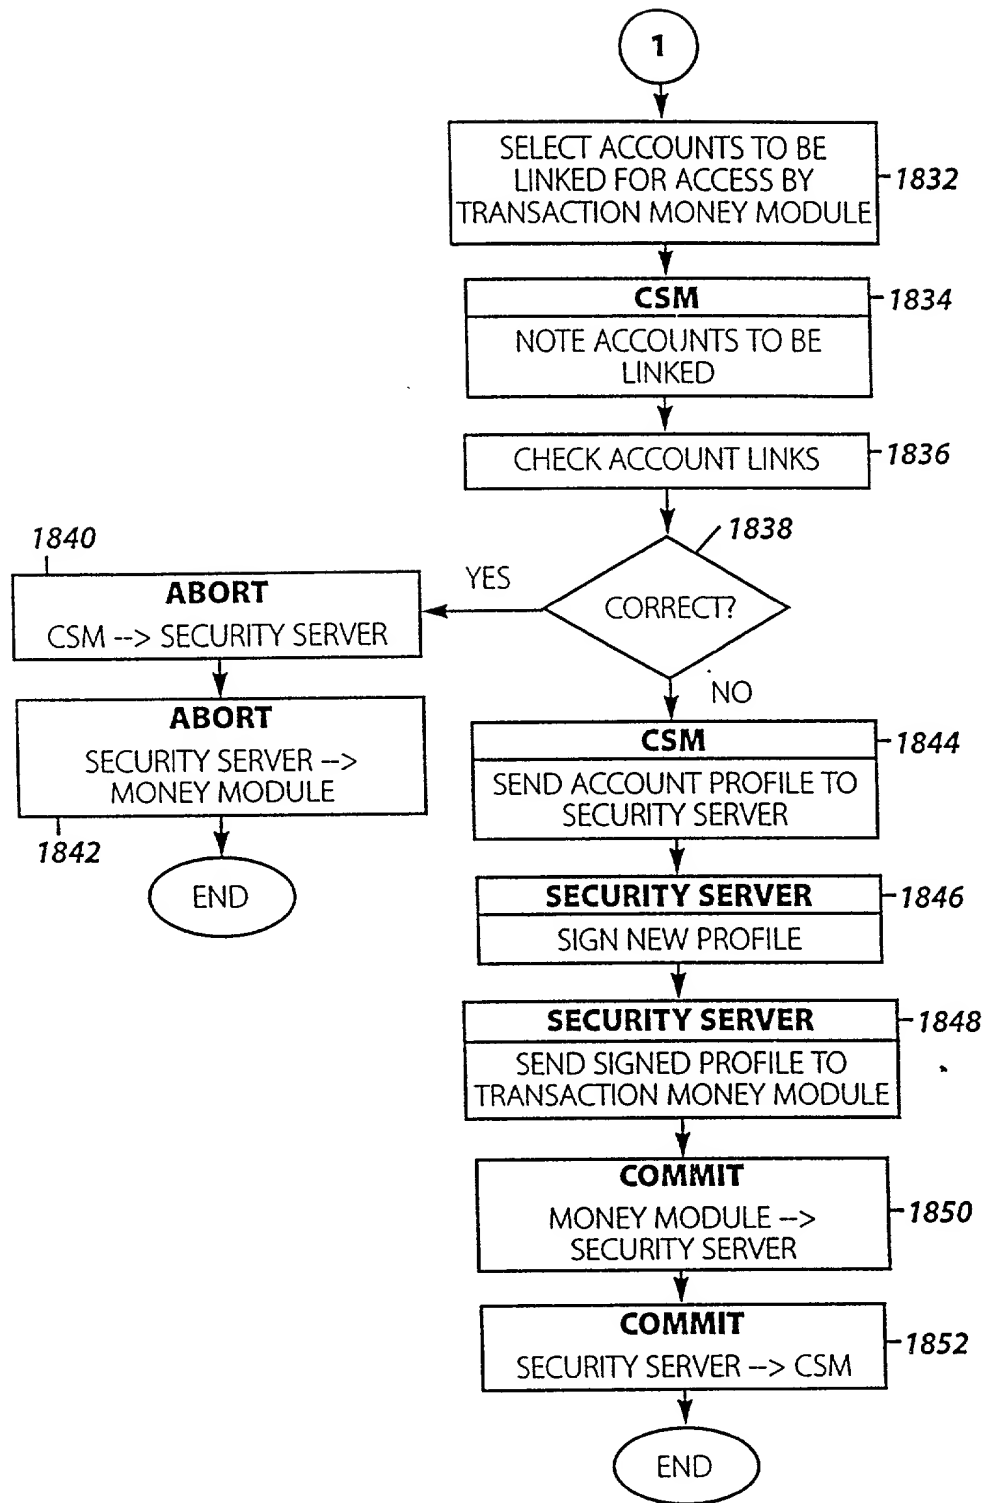 1
SELECT ACCOUNTS TO BE
LINKED FOR ACCESS BY
TRANSACTION MONEY MODULE
1832
CSM
1834
NOTE ACCOUNTS TO BE
LINKED
CHECK ACCOUNT LINKS
1836
1838
CORRECT?
YES
1840
ABORT
CSM --> SECURITY SERVER
ABORT
SECURITY SERVER -->
MONEY MODULE
1842
END
NO
CSM
1844
SEND ACCOUNT PROFILE TO
SECURITY SERVER
SECURITY SERVER
1846
SIGN NEW PROFILE
SECURITY SERVER
1848
SEND SIGNED PROFILE TO
TRANSACTION MONEY MODULE
COMMIT
MONEY MODULE -->
SECURITY SERVER
1850
COMMIT
SECURITY SERVER --> CSM
1852
END